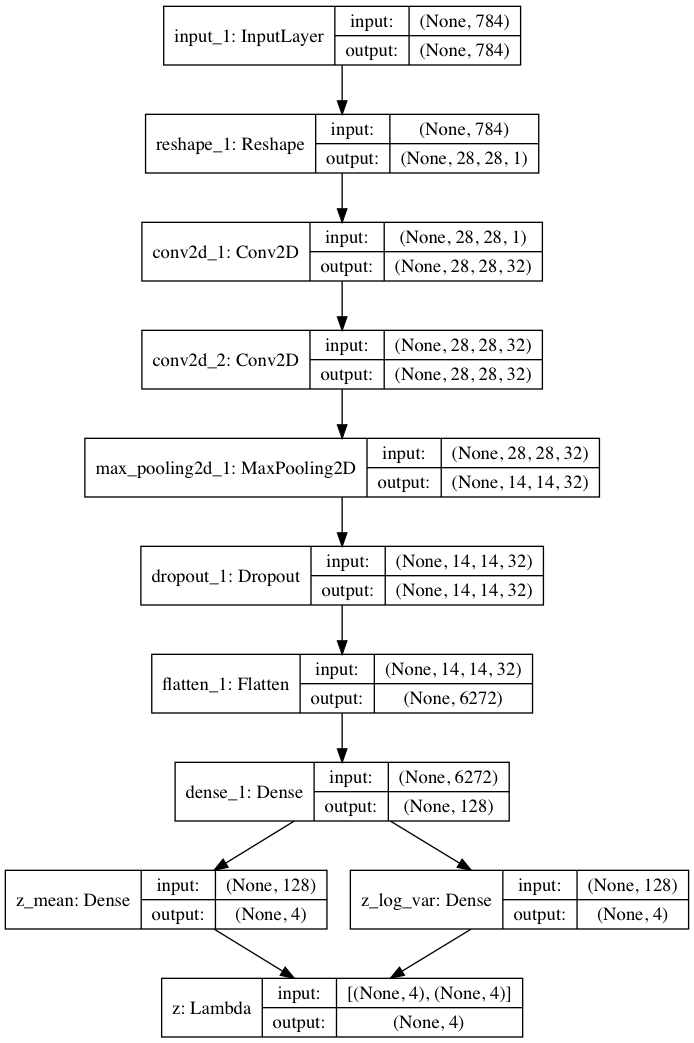 input_1: InputLayer
input: (None, 784)
output: (None, 784)
reshape_1: Reshape
input: (None, 784)
output: (None, 28, 28, 1)
conv2d_1: Conv2D
input: (None, 28, 28, 1)
output: (None, 28, 28, 32)
conv2d_2: Conv2D
input: (None, 28, 28, 32)
output: (None, 28, 28, 32)
max_pooling2d_1: MaxPooling2D
input: (None, 28, 28, 32)
output: (None, 14, 14, 32)
dropout_1: Dropout
input: (None, 14, 14, 32)
output: (None, 14, 14, 32)
flatten_1: Flatten
input: (None, 14, 14, 32)
output: (None, 6272)
dense_1: Dense
input: (None, 6272)
output: (None, 128)
z_mean: Dense
input: (None, 128)
output: (None, 4)
z_log_var: Dense
input: (None, 128)
output: (None, 4)
z: Lambda
input: [(None, 4), (None, 4)]
output: (None, 4)